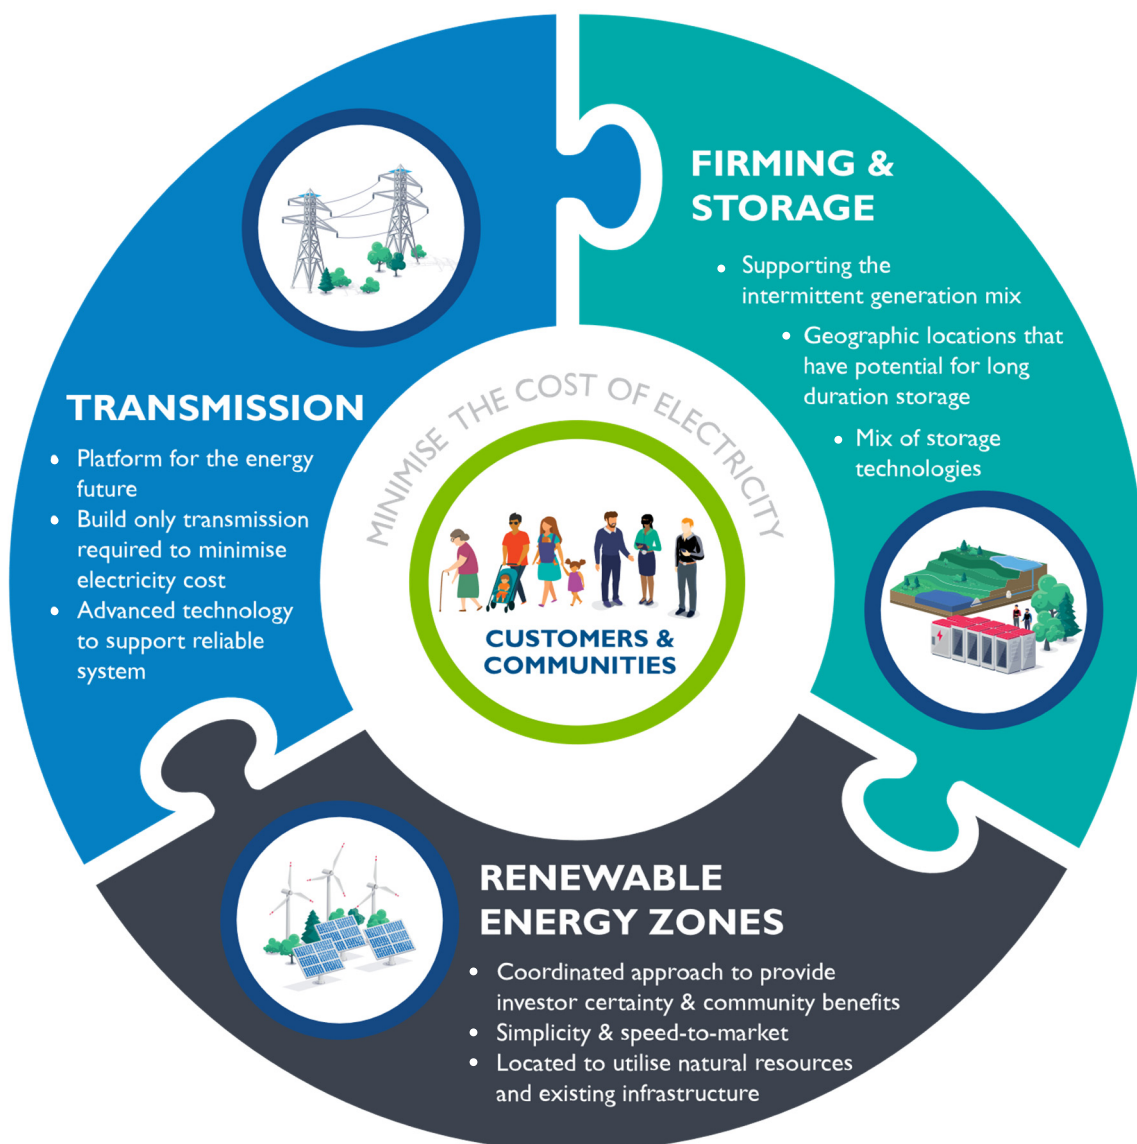 FIRMING &
STORAGE
• Supporting the
intermittent generation mix
• Geographic locations that
have potential for long
duration storage
• Mix of storage
technologies
TRANSMISSION
• Platform for the energy
future
• Build only transmission
required to minimise
electricity cost
• Advanced technology
to support reliable
system
MINIMISE THE COST OF ELECTRICITY
CUSTOMERS &
COMMUNITIES
RENEWABLE
ENERGY ZONES
• Coordinated approach to provide
investor certainty & community benefits
• Simplicity & speed-to-market
• Located to utilise natural resources
and existing infrastructure